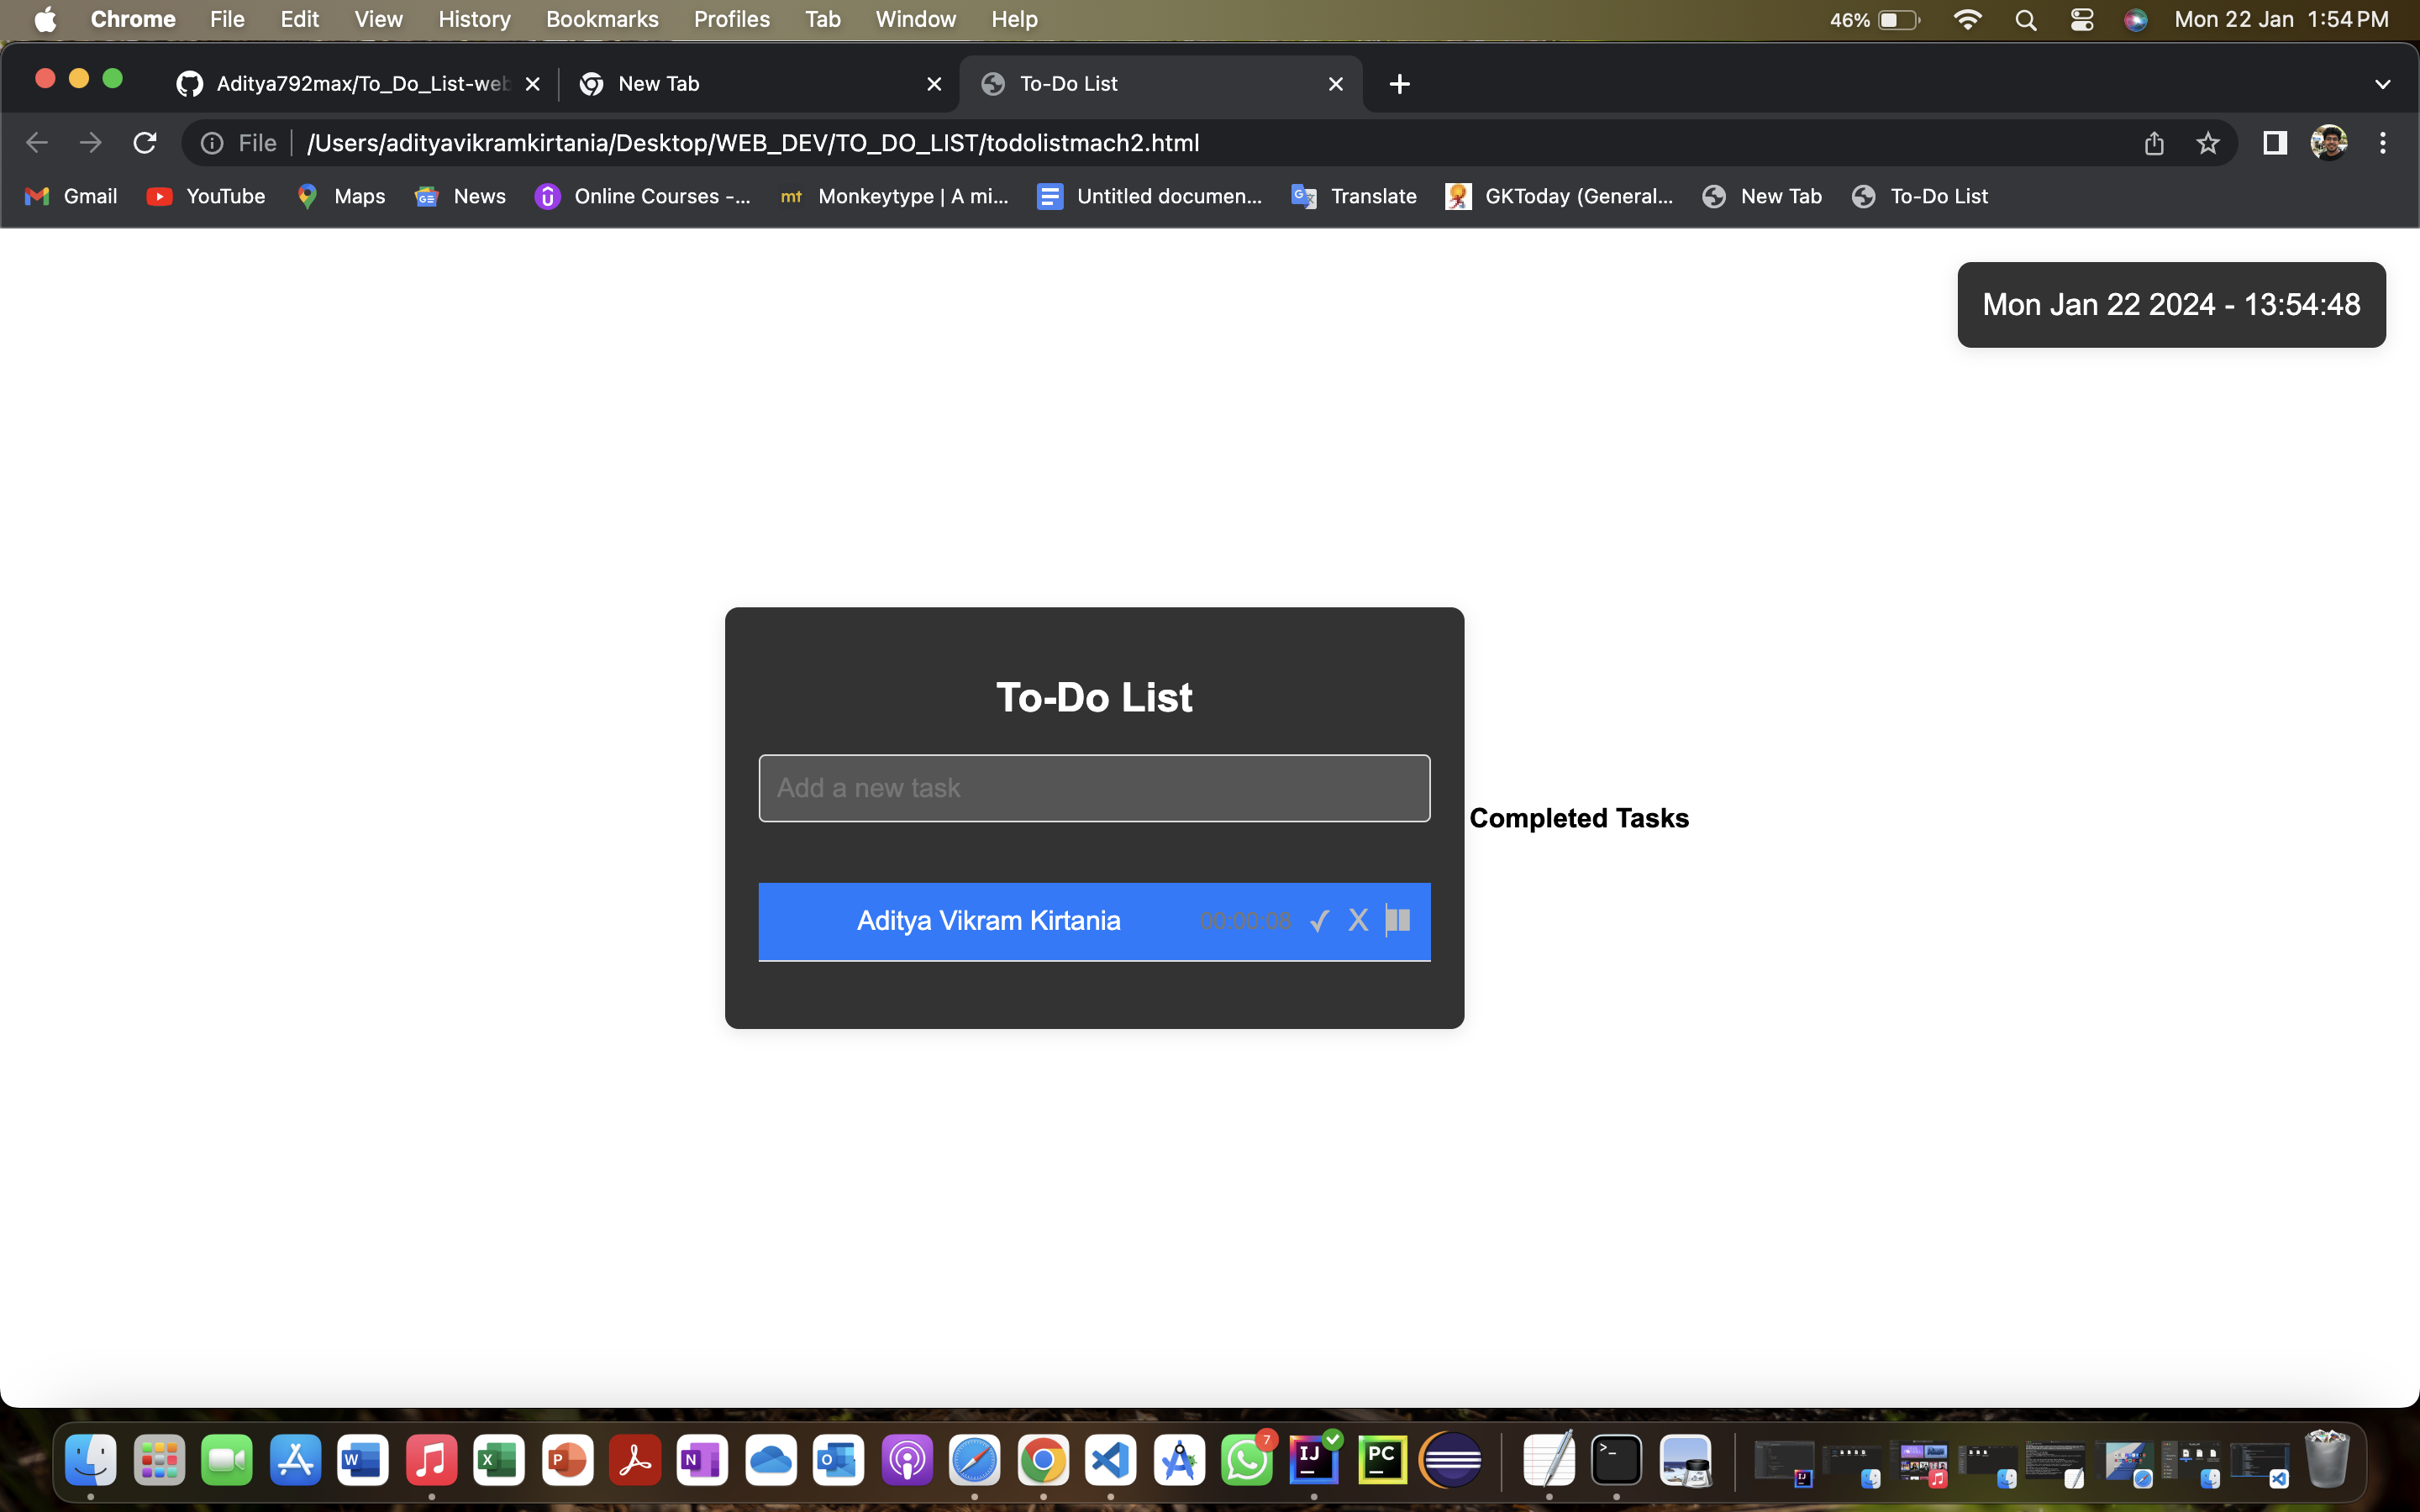 Chrome File Edit View History Bookmarks Profiles Tab Window Help 46% Mon 22 Jan 1:54 PM
Aditya792max/To_Do_List-web New Tab To-Do List
File /Users/adityavikramkirtania/Desktop/WEB_DEV/TO_DO_LIST/todolistmach2.html
Gmail YouTube Maps News Online Courses -... mt Monkeytype | A mi... Untitled documen... Translate GKToday (General... New Tab To-Do List
Mon Jan 22 2024 - 13:54:48
To-Do List
Add a new task
Completed Tasks
Aditya Vikram Kirtania 00:00:08 ✓ X
W X P N O 7 IJ PC >_